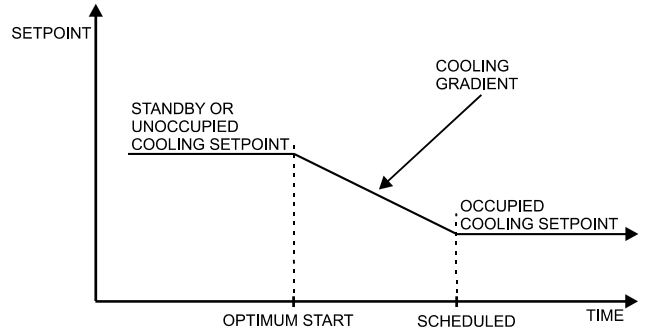 SETPOINT
COOLING
GRADIENT
STANDBY OR
UNOCCUPIED
COOLING SETPOINT
OCCUPIED
COOLING SETPOINT
OPTIMUM START
SCHEDULED
TIME